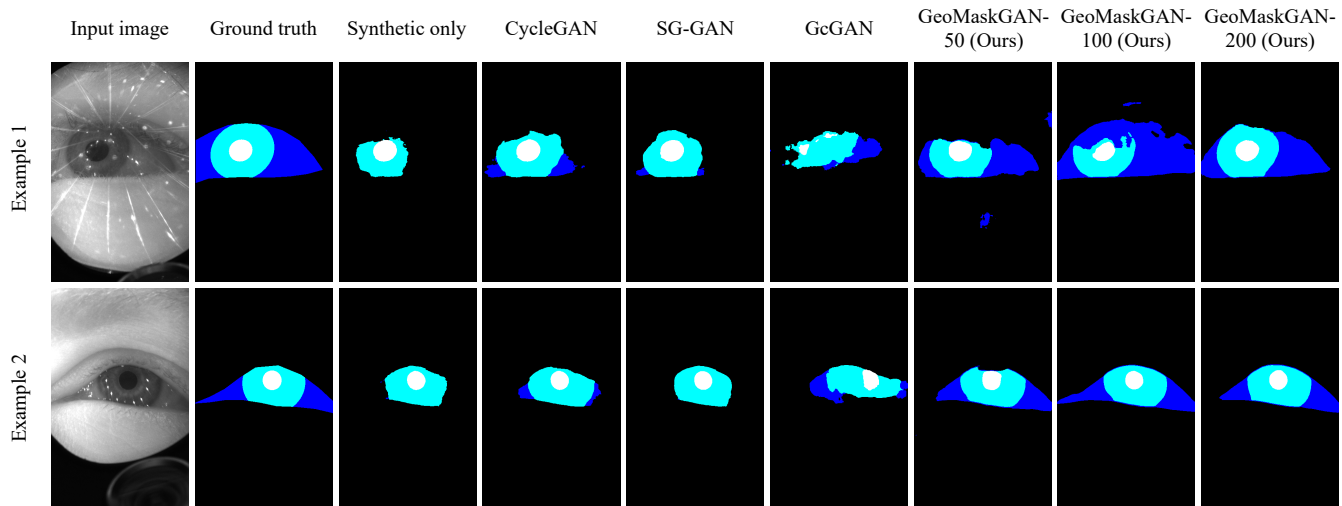 Input image
Ground truth
Synthetic only
CycleGAN
SG-GAN
GcGAN
GeoMaskGAN-
50 (Ours)
GeoMaskGAN-
100 (Ours)
GeoMaskGAN-
200 (Ours)
Example 1
Example 2